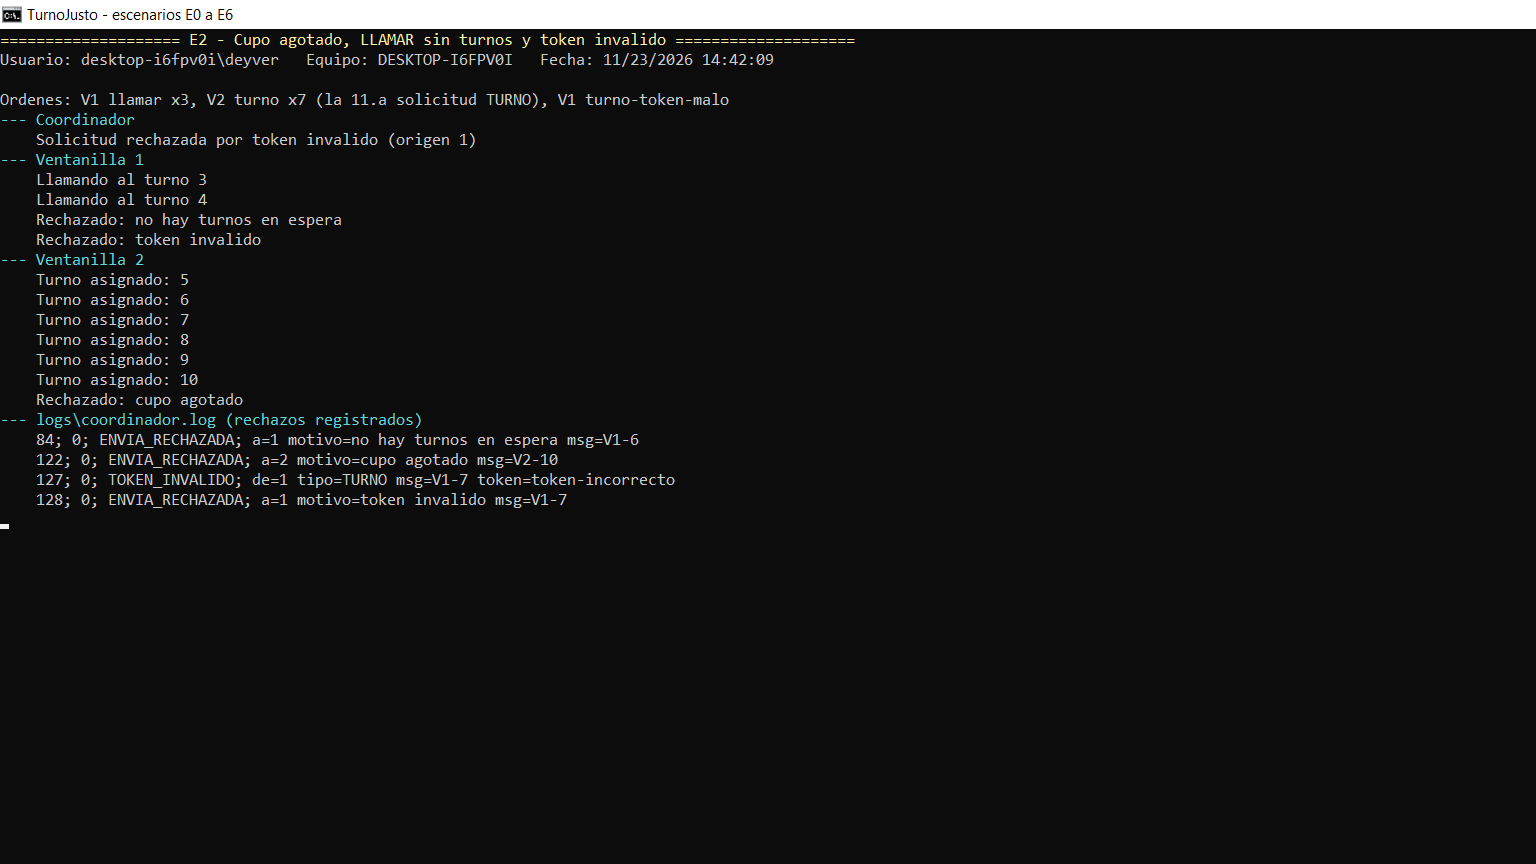 TurnoJusto - escenarios E0 a E6
==================== E2 - Cupo agotado, LLAMAR sin turnos y token invalido ====================
Usuario: desktop-i6fpv0i\deyver   Equipo: DESKTOP-I6FPV0I   Fecha: 11/23/2026 14:42:09
Ordenes: V1 llamar x3, V2 turno x7 (la 11.a solicitud TURNO), V1 turno-token-malo
--- Coordinador
    Solicitud rechazada por token invalido (origen 1)
--- Ventanilla 1
    Llamando al turno 3
    Llamando al turno 4
    Rechazado: no hay turnos en espera
    Rechazado: token invalido
--- Ventanilla 2
    Turno asignado: 5
    Turno asignado: 6
    Turno asignado: 7
    Turno asignado: 8
    Turno asignado: 9
    Turno asignado: 10
    Rechazado: cupo agotado
--- logs\coordinador.log (rechazos registrados)
    84; 0; ENVIA_RECHAZADA; a=1 motivo=no hay turnos en espera msg=V1-6
    122; 0; ENVIA_RECHAZADA; a=2 motivo=cupo agotado msg=V2-10
    127; 0; TOKEN_INVALIDO; de=1 tipo=TURNO msg=V1-7 token=token-incorrecto
    128; 0; ENVIA_RECHAZADA; a=1 motivo=token invalido msg=V1-7